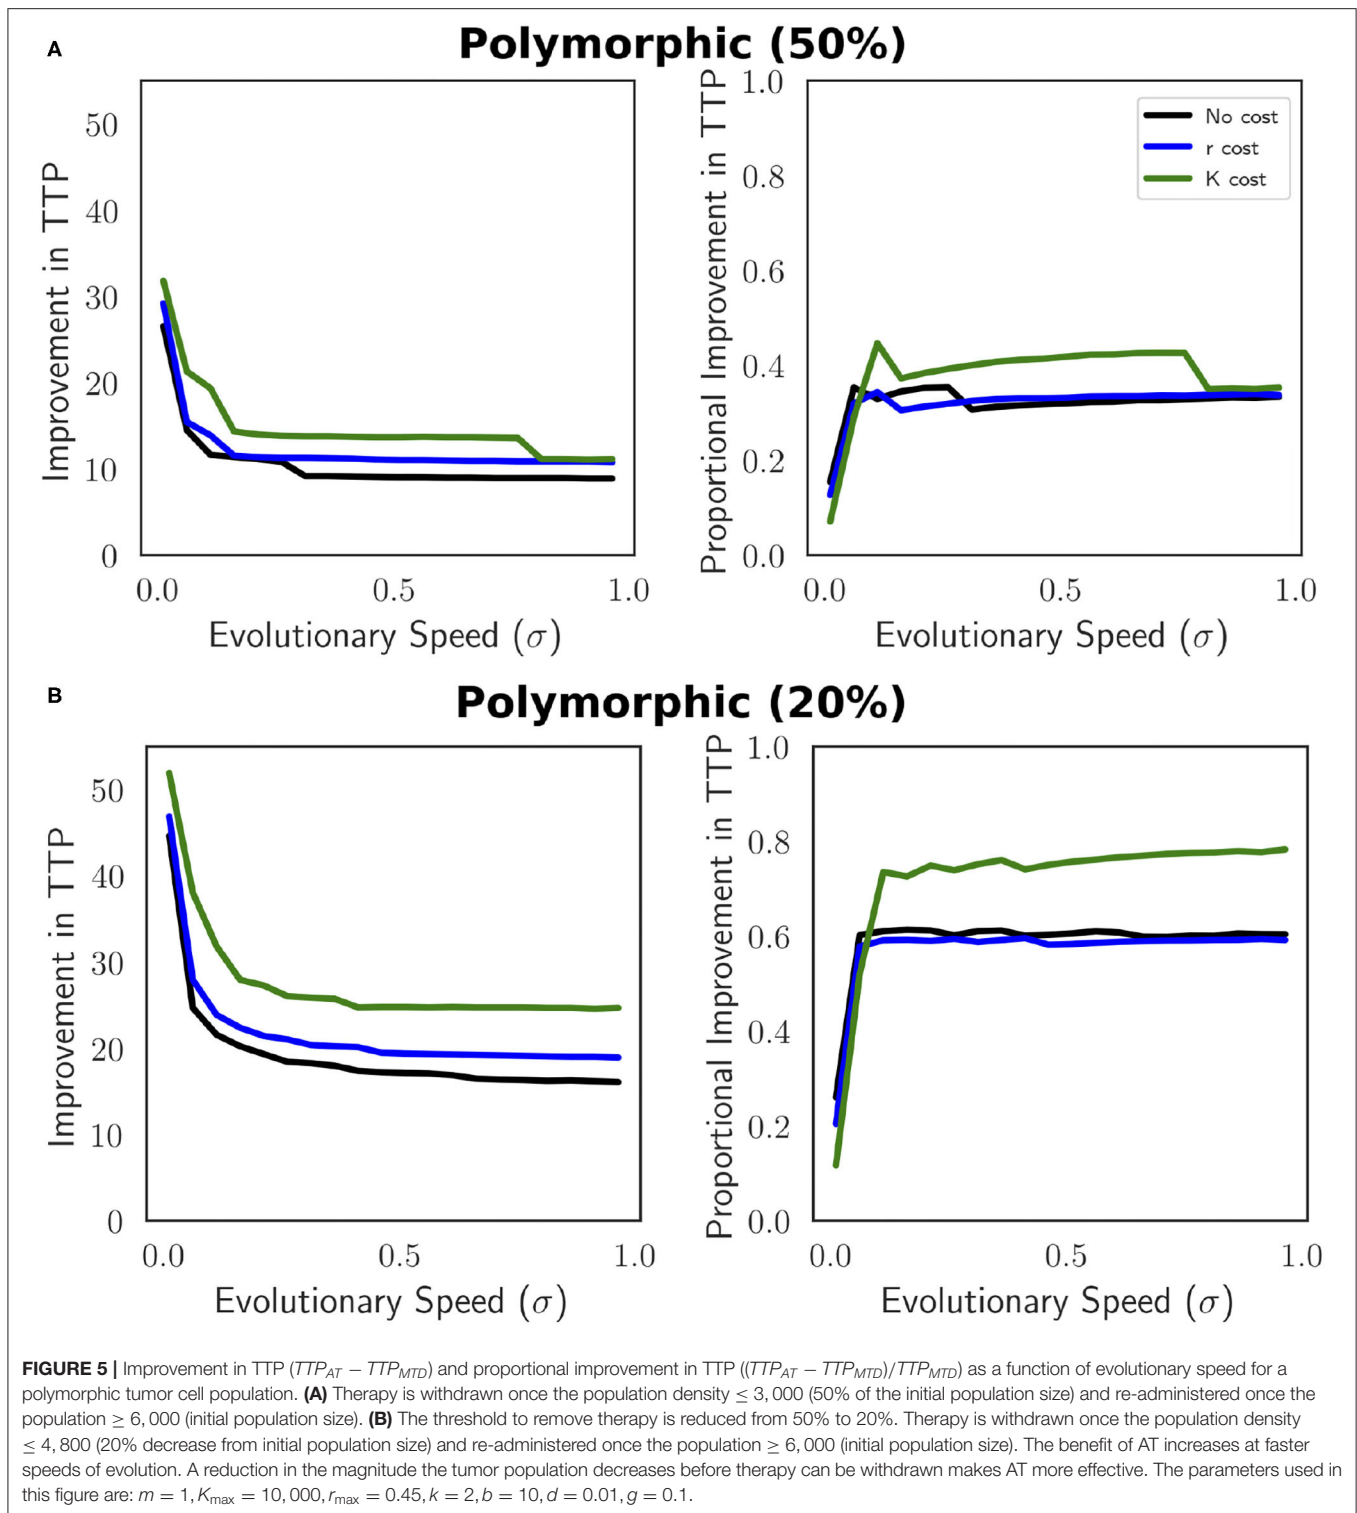 A
Polymorphic (50%)
Improvement in TTP
50
40
30
20
10
0
0.0
0.5
1.0
Evolutionary Speed (σ)
Proportional Improvement in TTP
1.0
0.8
0.6
0.4
0.2
0.0
0.0
0.5
1.0
Evolutionary Speed (σ)
No cost
r cost
K cost
B
Polymorphic (20%)
Improvement in TTP
50
40
30
20
10
0
0.0
0.5
1.0
Evolutionary Speed (σ)
Proportional Improvement in TTP
1.0
0.8
0.6
0.4
0.2
0.0
0.0
0.5
1.0
Evolutionary Speed (σ)
FIGURE 5 | Improvement in TTP (TTP_AT − TTP_MTD) and proportional improvement in TTP ((TTP_AT − TTP_MTD)/TTP_MTD) as a function of evolutionary speed for a
polymorphic tumor cell population. (A) Therapy is withdrawn once the population density ≤ 3,000 (50% of the initial population size) and re-administered once the
population ≥ 6,000 (initial population size). (B) The threshold to remove therapy is reduced from 50% to 20%. Therapy is withdrawn once the population density
≤ 4,800 (20% decrease from initial population size) and re-administered once the population ≥ 6,000 (initial population size). The benefit of AT increases at faster
speeds of evolution. A reduction in the magnitude the tumor population decreases before therapy can be withdrawn makes AT more effective. The parameters used in
this figure are: m = 1, K_max = 10,000, r_max = 0.45, k = 2, b = 10, d = 0.01, g = 0.1.